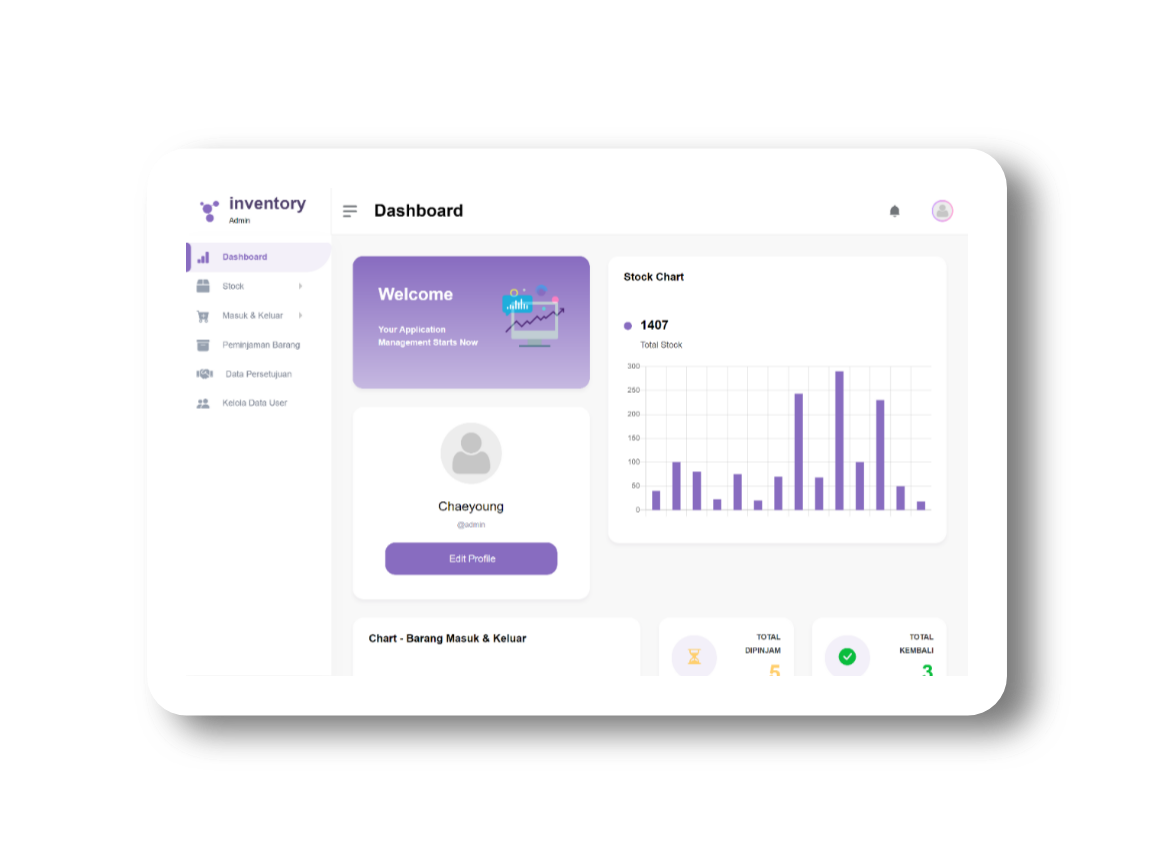 inventory
Admin
Dashboard
Stock
Masuk & Keluar
Peminjaman Barang
Data Persetujuan
Kelola Data User
Dashboard
Welcome
Your Application
Management Starts Now
Chaeyoung
@admin
Edit Profile
Stock Chart
1407
Total Stock
300
250
200
150
100
50
0
Chart - Barang Masuk & Keluar
TOTAL
DIPINJAM
5
TOTAL
KEMBALI
3